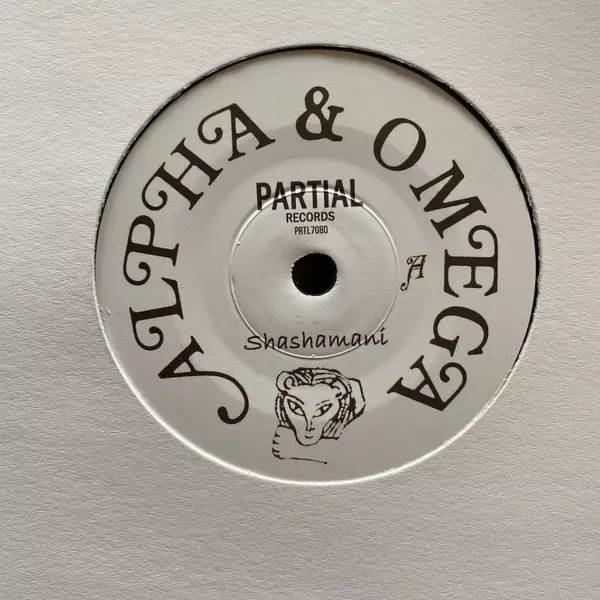 ALPHA & OMEGA
PARTIAL
RECORDS
PRTL7080
A
Shashamani